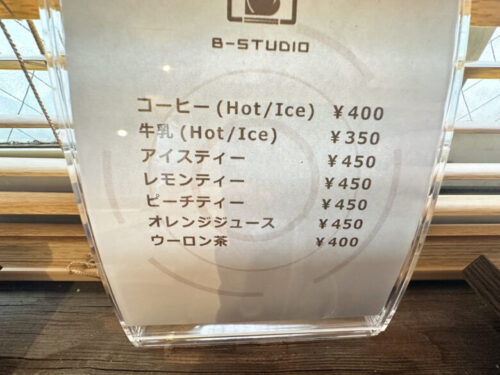 B-STUDIO
コーヒー (Hot/Ice) ¥400
牛乳 (Hot/Ice) ¥350
アイスティー ¥450
レモンティー ¥450
ピーチティー ¥450
オレンジジュース ¥450
ウーロン茶 ¥400